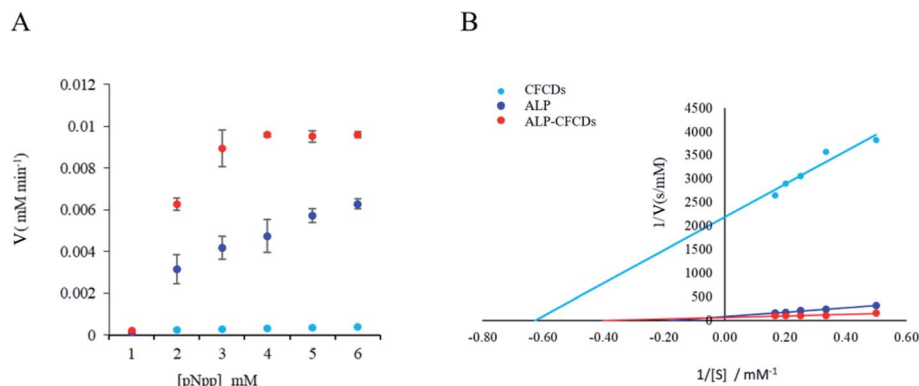 A
V( mM min-1)
0.012
0.01
0.008
0.006
0.004
0.002
0
1 2 3 4 5 6
[pNpp] mM
B
CFCDs
ALP
ALP-CFCDs
1/V(s/mM)
4500
4000
3500
3000
2500
2000
1500
1000
500
0
-0.80 -0.60 -0.40 -0.20 0.00 0.20 0.40 0.60
1/[S] / mM-1